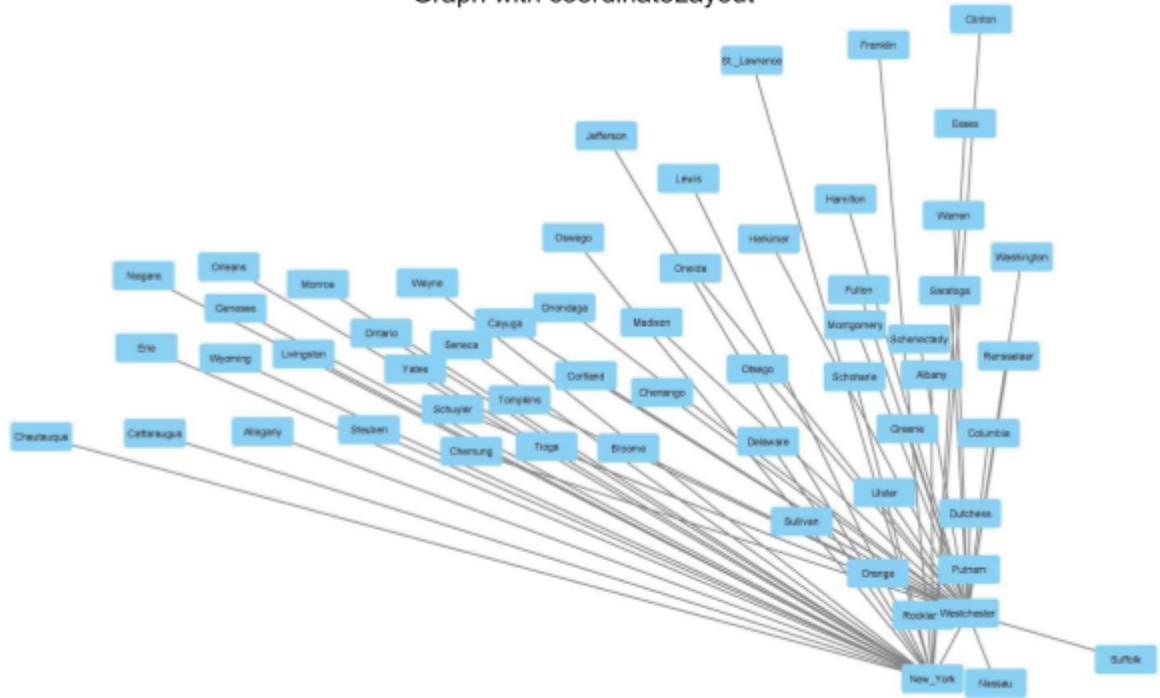 Graph with coordinateLayout
Clinton
Franklin
St._Lawrence
Essex
Jefferson
Lewis
Hamilton
Warren
Oswego
Herkimer
Washington
Niagara
Orleans
Monroe
Wayne
Oneida
Fulton
Saratoga
Genesee
Onondaga
Ontario
Cayuga
Madison
Montgomery
Schenectady
Erie
Wyoming
Livingston
Seneca
Rensselaer
Yates
Cortland
Otsego
Schoharie
Albany
Chenango
Schuyler
Tompkins
Chautauqua
Cattaraugus
Allegany
Steuben
Greene
Columbia
Chemung
Tioga
Broome
Delaware
Ulster
Sullivan
Dutchess
Orange
Putnam
Rocklan
Westchester
Suffolk
New_York
Nassau